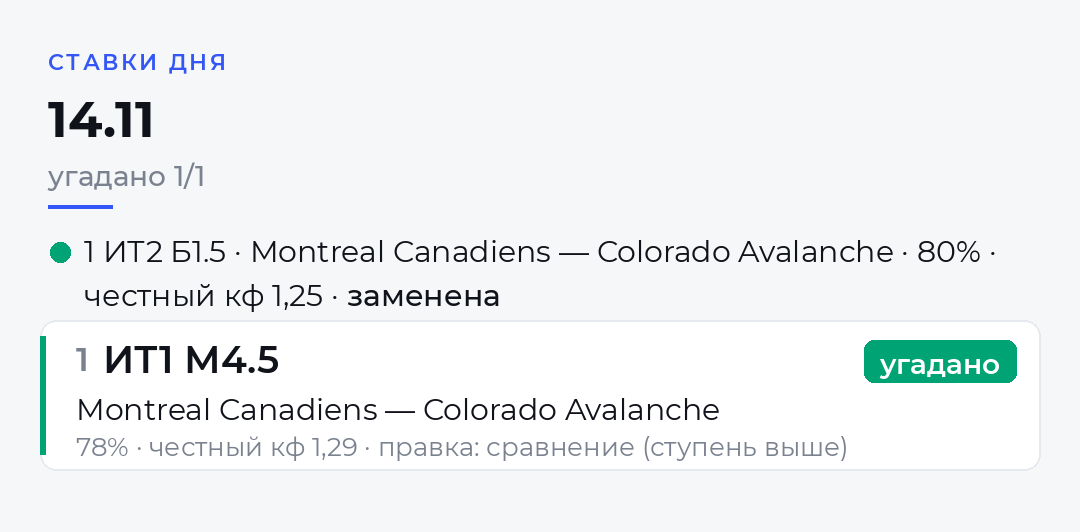 СТАВКИ ДНЯ
14.11
угадано 1/1
1 ИТ2 Б1.5 · Montreal Canadiens — Colorado Avalanche · 80% ·
честный кф 1,25 · заменена
1 ИТ1 М4.5
угадано
Montreal Canadiens — Colorado Avalanche
78% · честный кф 1,29 · правка: сравнение (ступень выше)